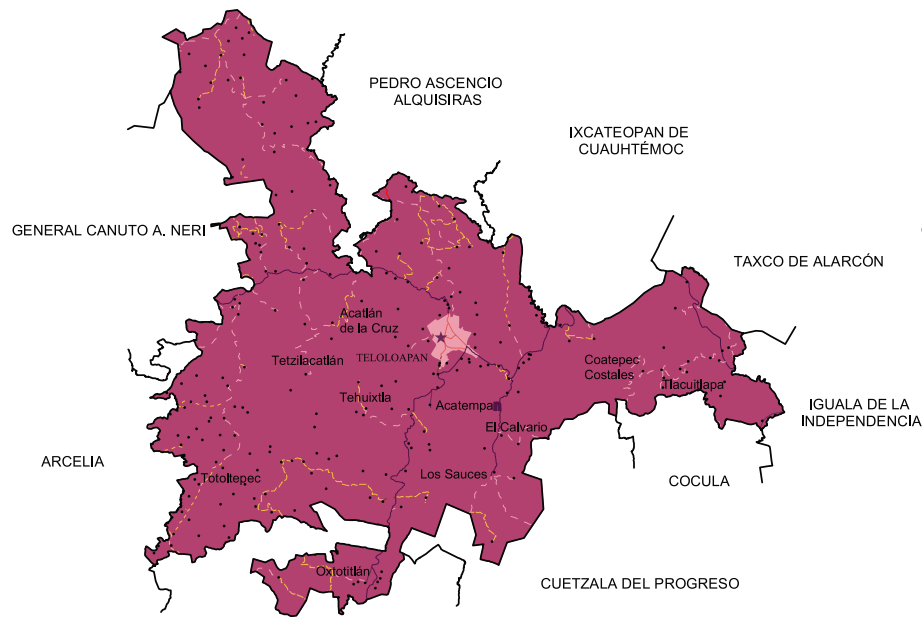 PEDRO ASCENCIO
ALQUISIRAS
IXCATEOPAN DE
CUAUHTÉMOC
GENERAL CANUTO A. NERI
TAXCO DE ALARCÓN
Acatlán
de la Cruz
Tetzilacatlán
TELOLOAPAN
Coatepec
Costales
Tlacuitlapa
Tehuixtla
Acatempan
El Calvario
IGUALA DE LA
INDEPENDENCIA
ARCELIA
Totoltepec
Los Sauces
COCULA
Oxtotitlán
CUETZALA DEL PROGRESO